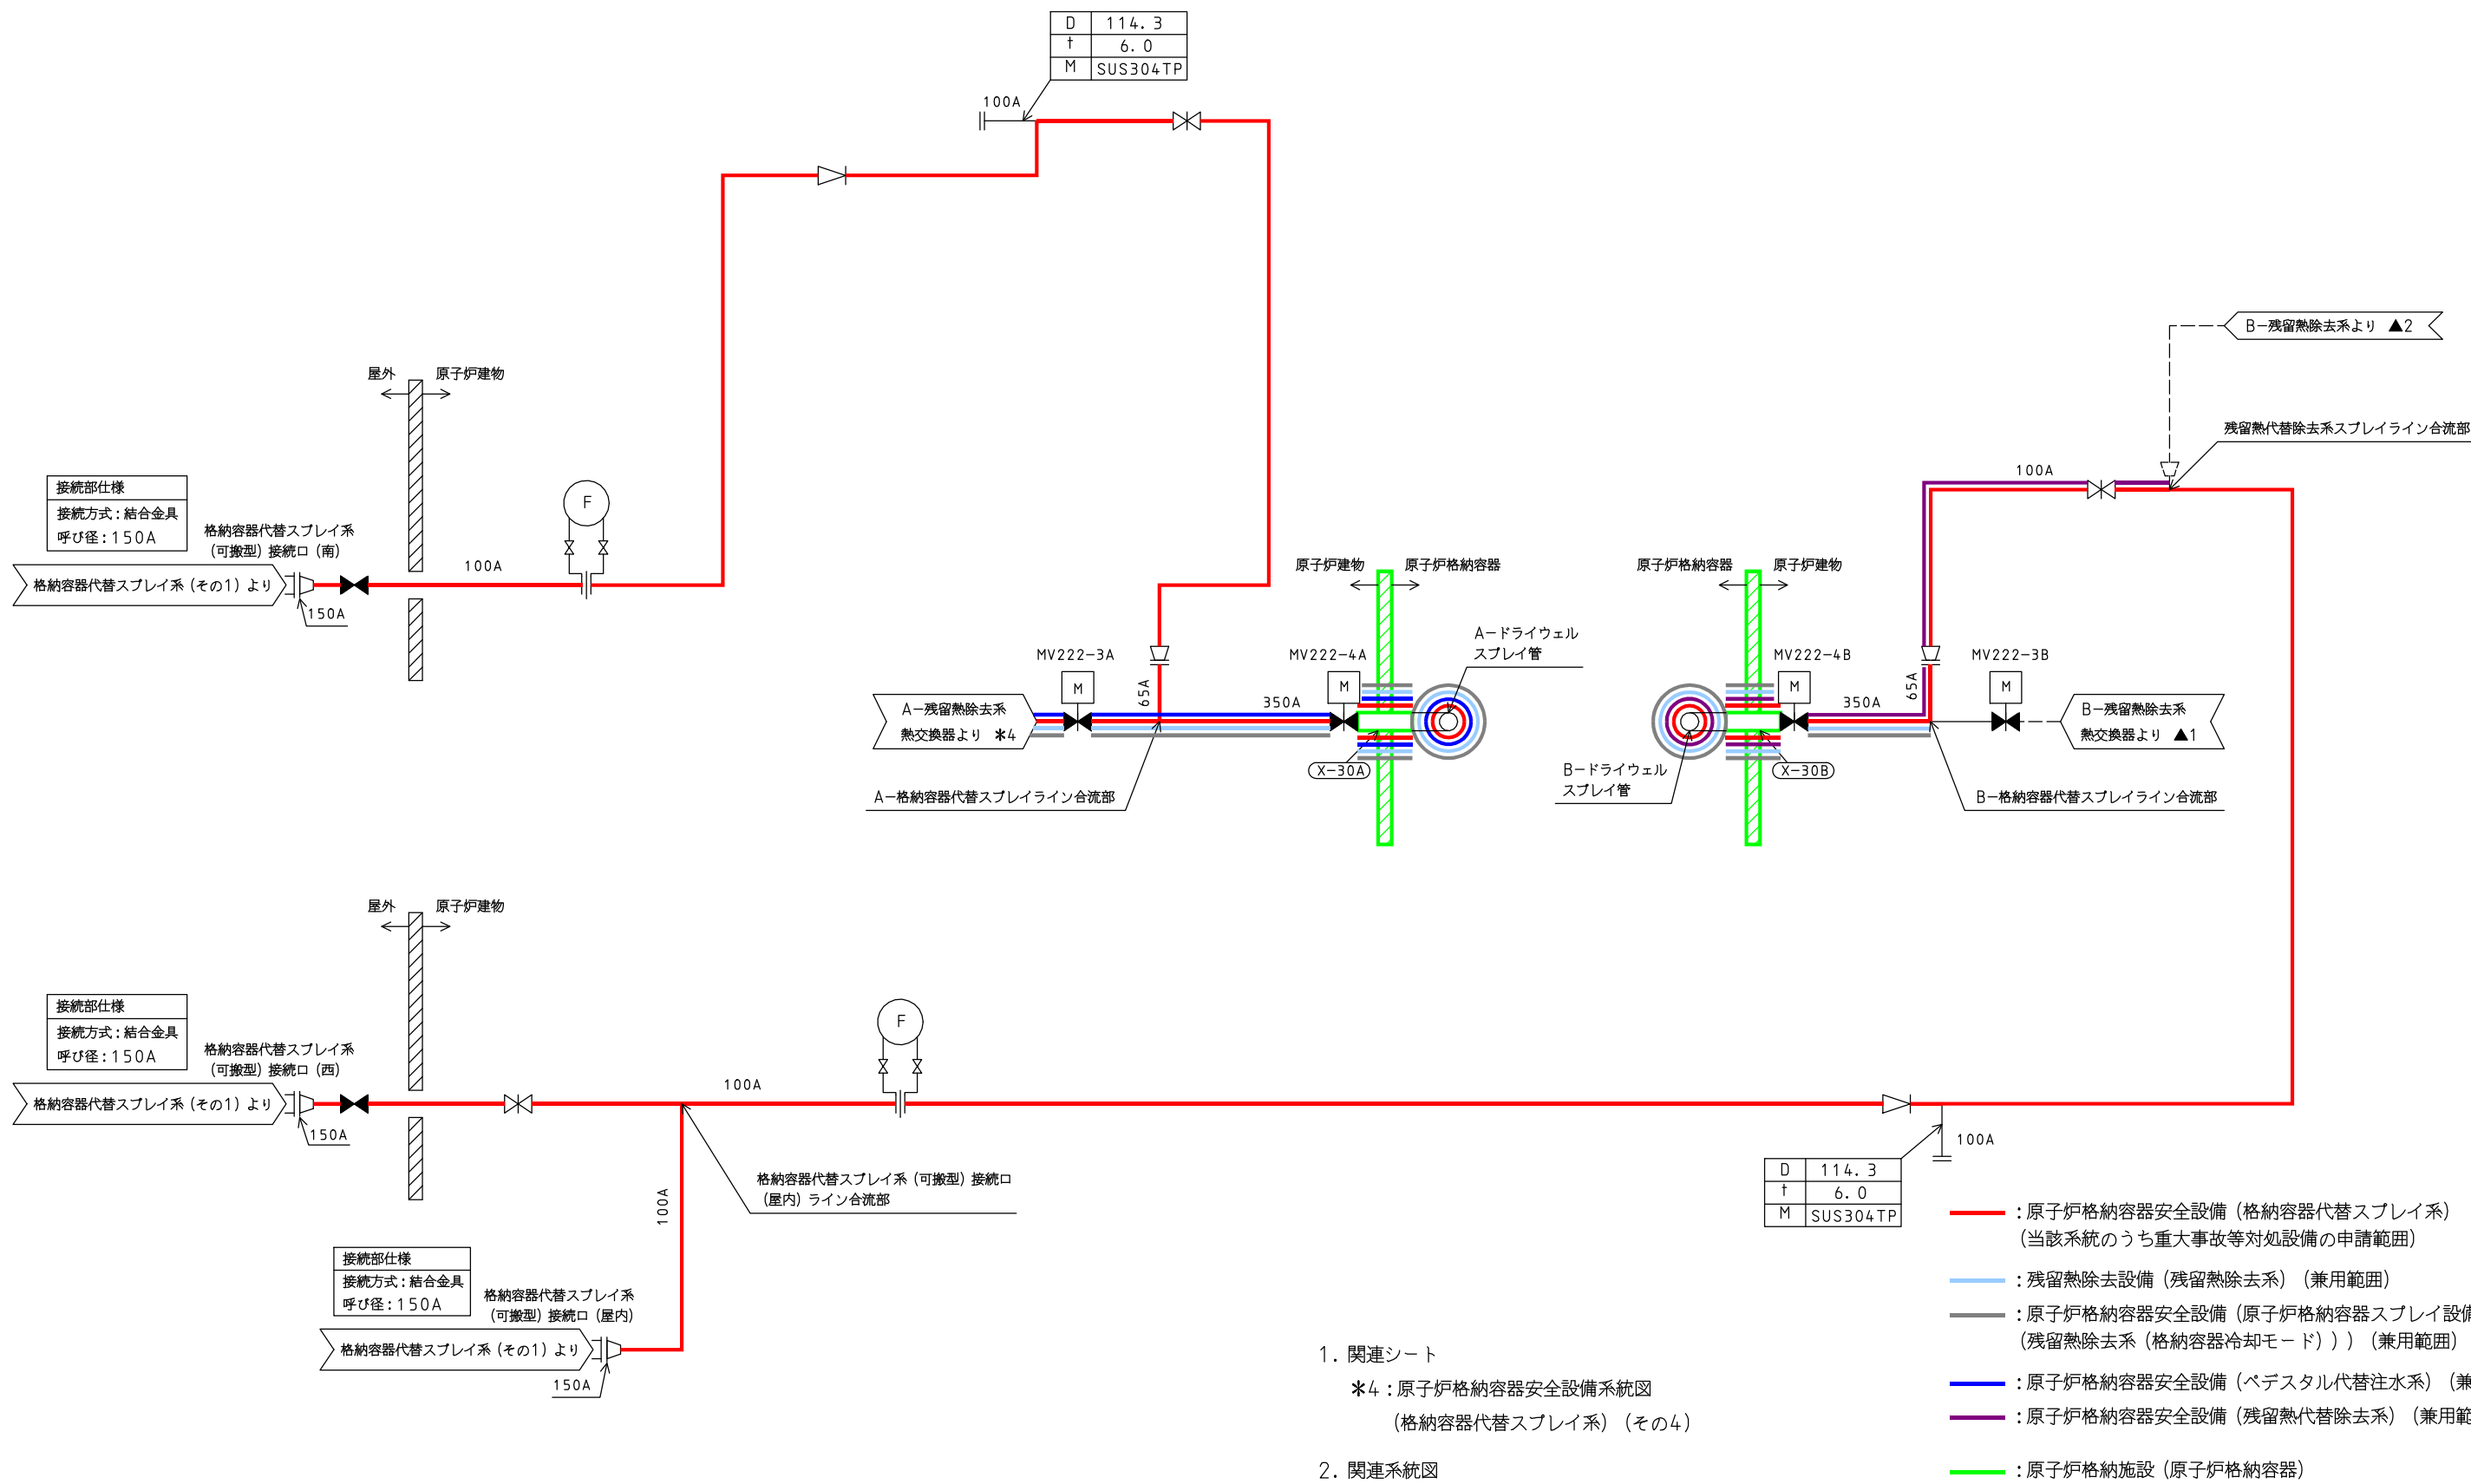 D 114.3
t 6.0
M SUS304TP
100A
B−残留熱除去系より ▲2
屋外 原子炉建物
残留熱代替除去系スプレイライン合流部
100A
接続部仕様
接続方式:結合金具
呼び径:150A
格納容器代替スプレイ系
(可搬型) 接続口 (南)
F
格納容器代替スプレイ系 (その1) より
100A
150A
原子炉建物 原子炉格納容器
原子炉格納容器 原子炉建物
A−ドライウェル
スプレイ管
MV222−3A
MV222−4A
MV222−4B
MV222−3B
M
M
M
M
65A
65A
350A
350A
A−残留熱除去系
熱交換器より ＊4
B−残留熱除去系
熱交換器より ▲1
X−30A
X−30B
B−ドライウェル
スプレイ管
A−格納容器代替スプレイライン合流部
B−格納容器代替スプレイライン合流部
屋外 原子炉建物
接続部仕様
接続方式:結合金具
呼び径:150A
格納容器代替スプレイ系
(可搬型) 接続口 (西)
F
格納容器代替スプレイ系 (その1) より
100A
150A
100A
D 114.3
t 6.0
M SUS304TP
格納容器代替スプレイ系 (可搬型) 接続口
(屋内) ライン合流部
100A
接続部仕様
接続方式:結合金具
呼び径:150A
格納容器代替スプレイ系
(可搬型) 接続口 (屋内)
格納容器代替スプレイ系 (その1) より
150A
:原子炉格納容器安全設備 (格納容器代替スプレイ系)
(当該系統のうち重大事故等対処設備の申請範囲)
:残留熱除去設備 (残留熱除去系) (兼用範囲)
:原子炉格納容器安全設備 (原子炉格納容器スプレイ設備
(残留熱除去系 (格納容器冷却モード) ) ) (兼用範囲)
:原子炉格納容器安全設備 (ペデスタル代替注水系) (兼
:原子炉格納容器安全設備 (残留熱代替除去系) (兼用範
:原子炉格納施設 (原子炉格納容器)
1. 関連シート
＊4:原子炉格納容器安全設備系統図
(格納容器代替スプレイ系) (その4)
2. 関連系統図